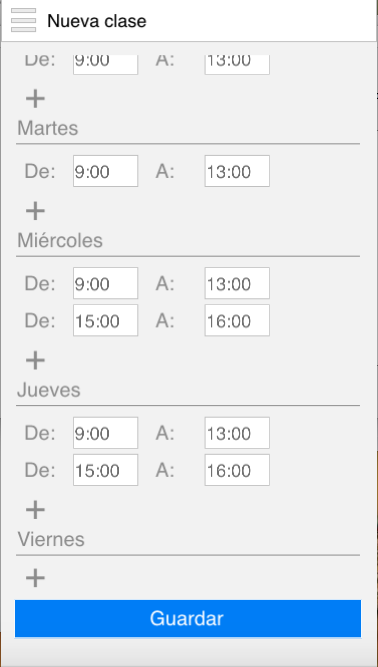 Nueva clase
De: 9:00 A: 13:00
+
Martes
De: 9:00 A: 13:00
+
Miércoles
De: 9:00 A: 13:00
De: 15:00 A: 16:00
+
Jueves
De: 9:00 A: 13:00
De: 15:00 A: 16:00
+
Viernes
+
Guardar